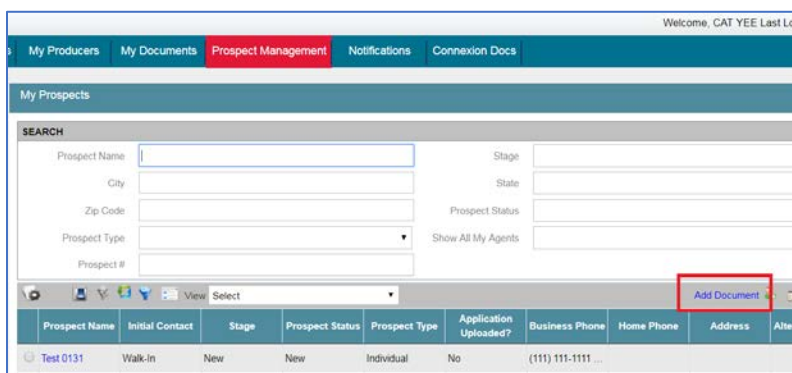 Welcome, CAT YEE Last Lo
s My Producers My Documents Prospect Management Notifications Connexion Docs
My Prospects
SEARCH
Prospect Name Stage
City State
Zip Code Prospect Status
Prospect Type Show All My Agents
Prospect #
View Select Add Document
Prospect Name Initial Contact Stage Prospect Status Prospect Type Application Uploaded? Business Phone Home Phone Address Alte
Test 0131 Walk-In New New Individual No (111) 111-1111 ...